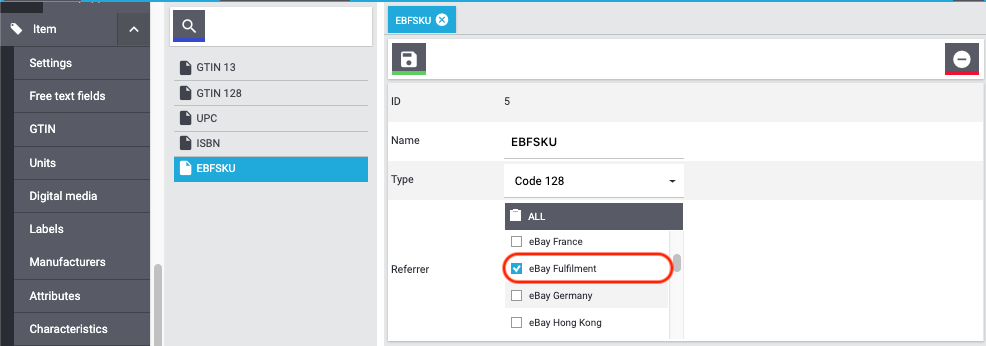 Item
Settings
Free text fields
GTIN
Units
Digital media
Labels
Manufacturers
Attributes
Characteristics
GTIN 13
GTIN 128
UPC
ISBN
EBFSKU
EBFSKU
ID 5
Name EBFSKU
Type Code 128
Referrer
ALL
eBay France
eBay Fulfilment
eBay Germany
eBay Hong Kong